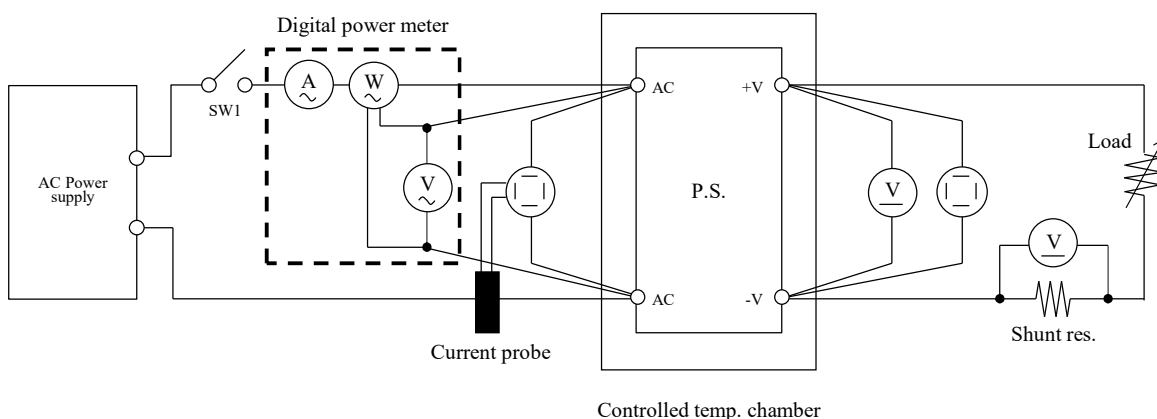 Digital power meter
A
W
SW1
AC
+V
Load
AC Power
supply
V
P.S.
V
V
AC
-V
Shunt res.
Current probe
Controlled temp. chamber